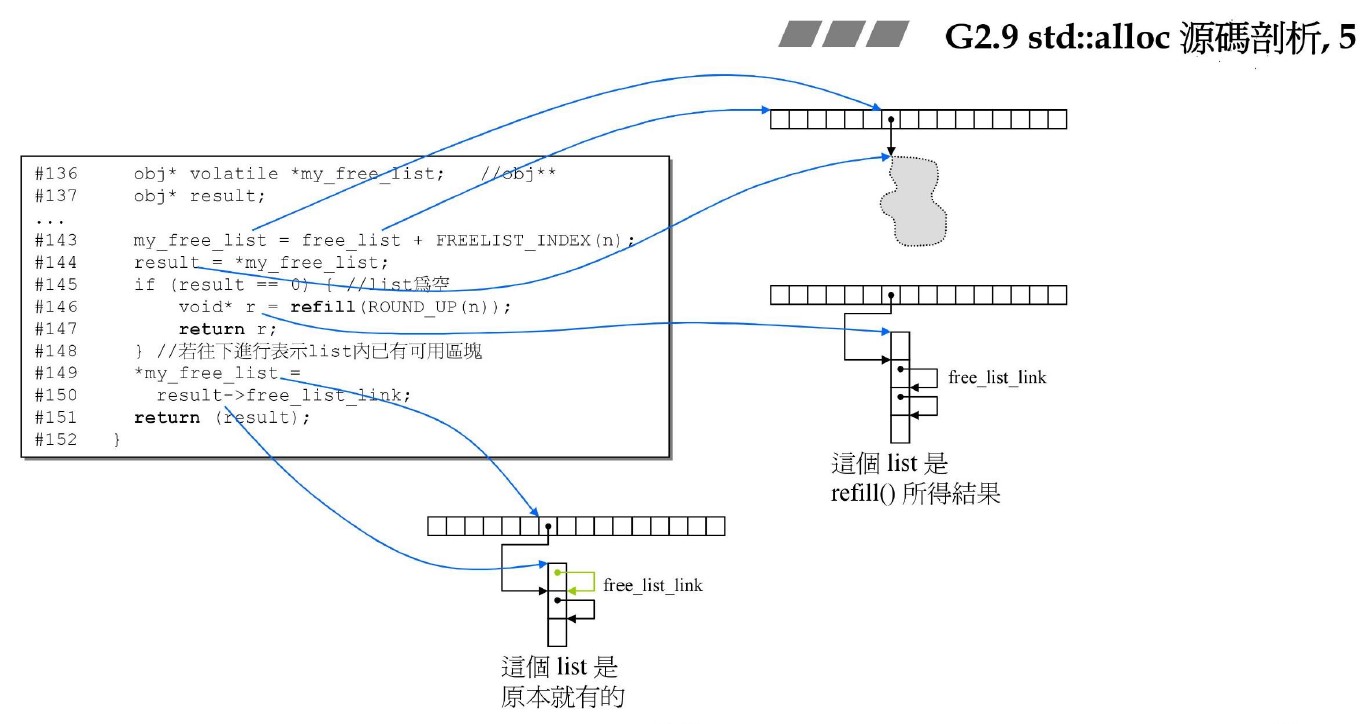 G2.9 std::alloc 源碼剖析, 5
#136 obj* volatile *my_free_list; //obj**
#137 obj* result;
...
#143 my_free_list = free_list + FREELIST_INDEX(n);
#144 result = *my_free_list;
#145 if (result == 0) { //list爲空
#146 void* r = refill(ROUND_UP(n));
#147 return r;
#148 } //若往下進行表示list內已有可用區塊
#149 *my_free_list =
#150 result->free_list_link;
#151 return (result);
#152 }
free_list_link
這個 list 是
refill() 所得結果
free_list_link
這個 list 是
原本就有的